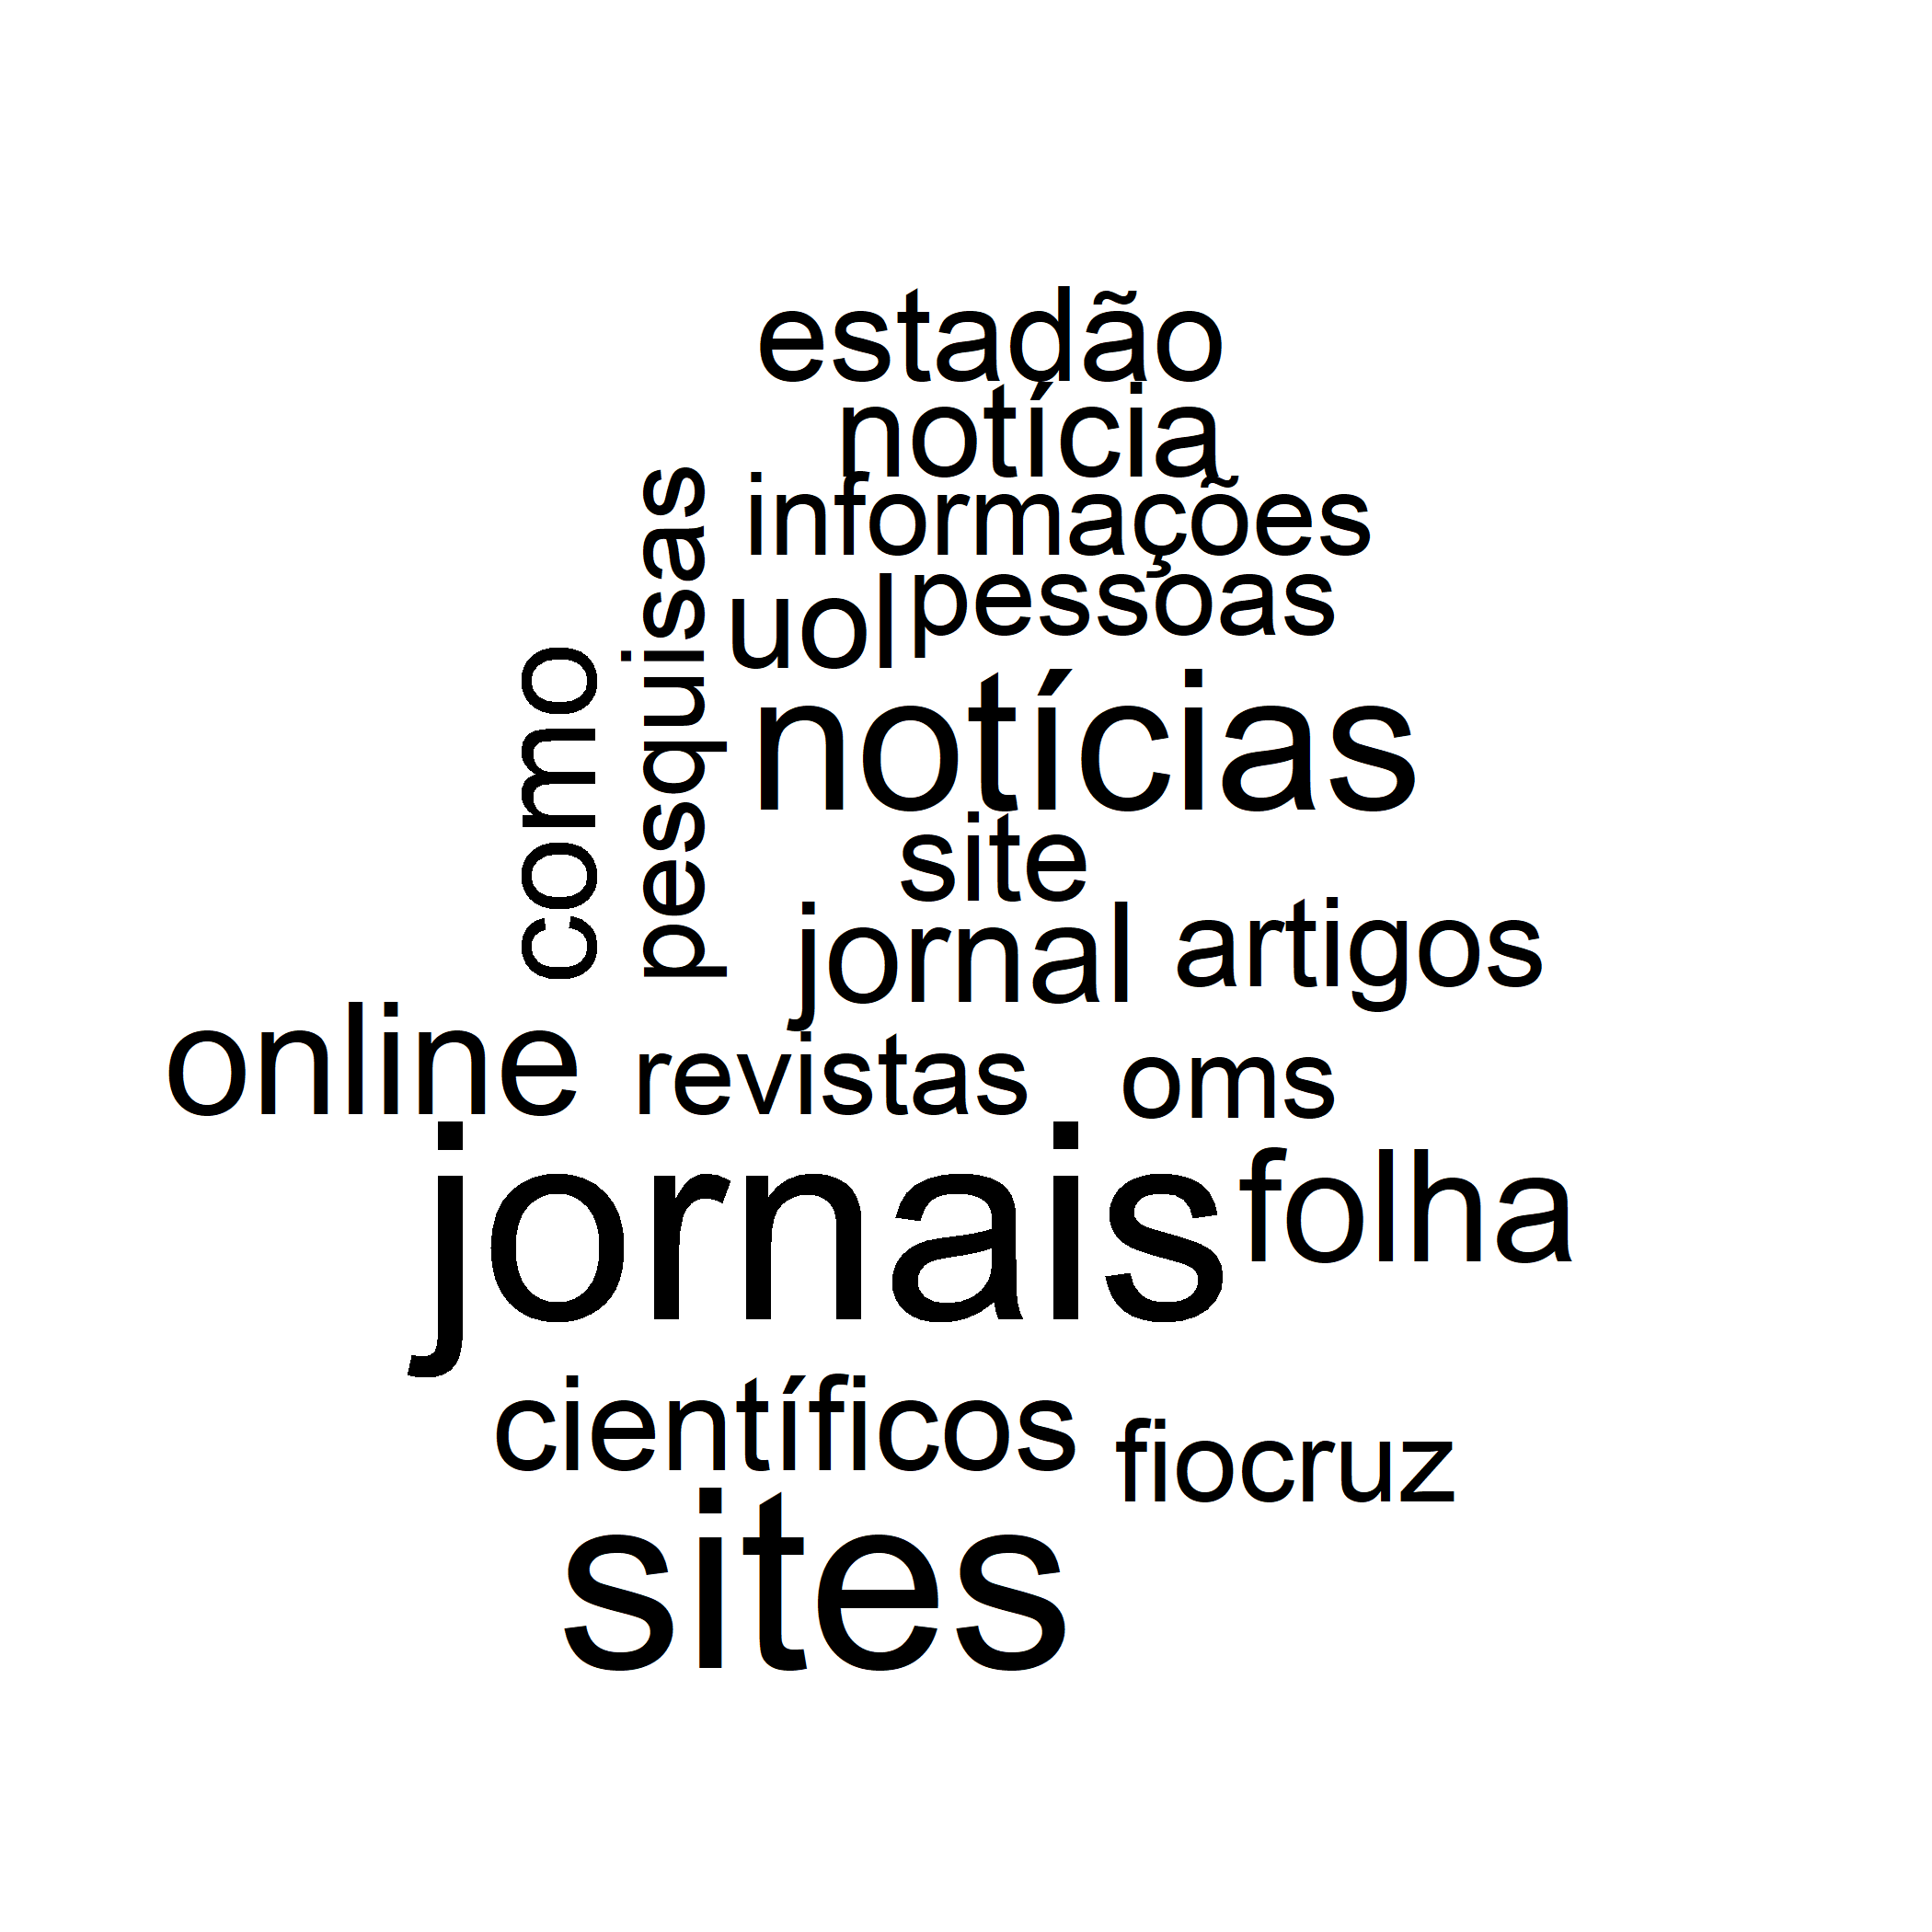 estadão
notícia
informações
pessoas
uol
pesquisas
como
notícias
site
jornal
artigos
online
revistas
oms
jornais
folha
científicos
fiocruz
sites